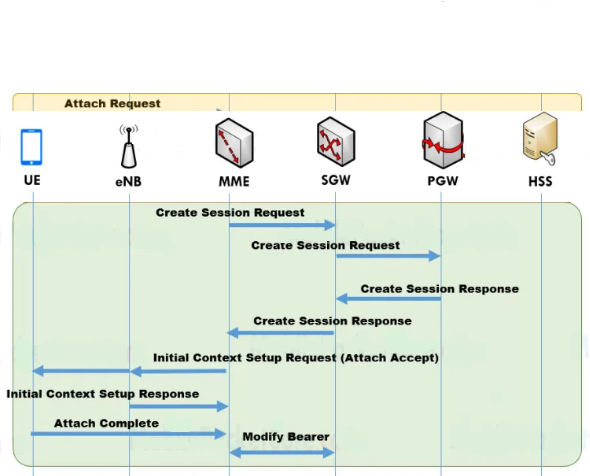 Attach Request
UE
eNB
MME
SGW
PGW
HSS
Create Session Request
Create Session Request
Create Session Response
Create Session Response
Initial Context Setup Request (Attach Accept)
Initial Context Setup Response
Attach Complete
Modify Bearer